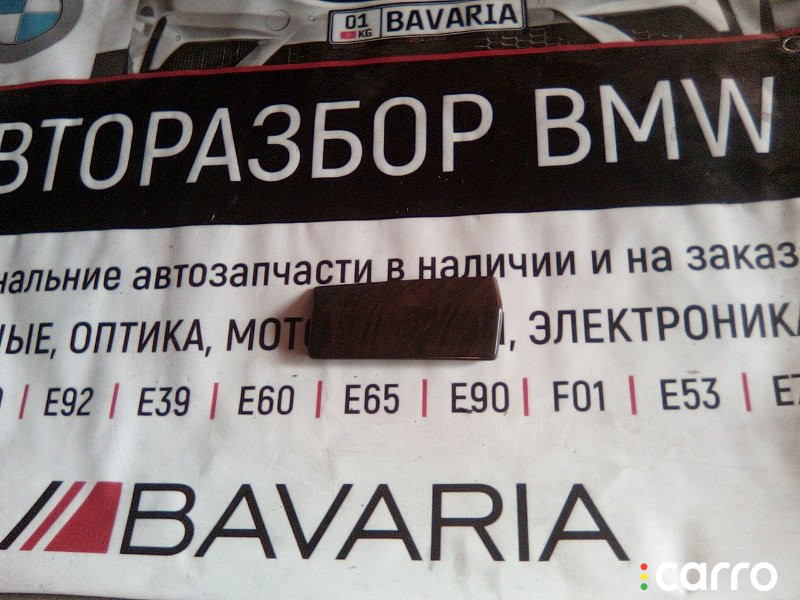 01
KG
BAVARIA
ВТОРАЗБОР BMW
нальние автозапчасти в наличии и на заказ
ЫЕ, ОПТИКА, ЭЛЕКТРОНИКА
| E92 | E39 | E60 | E65 | E90 | F01 | E53 |
BAVARIA
carro